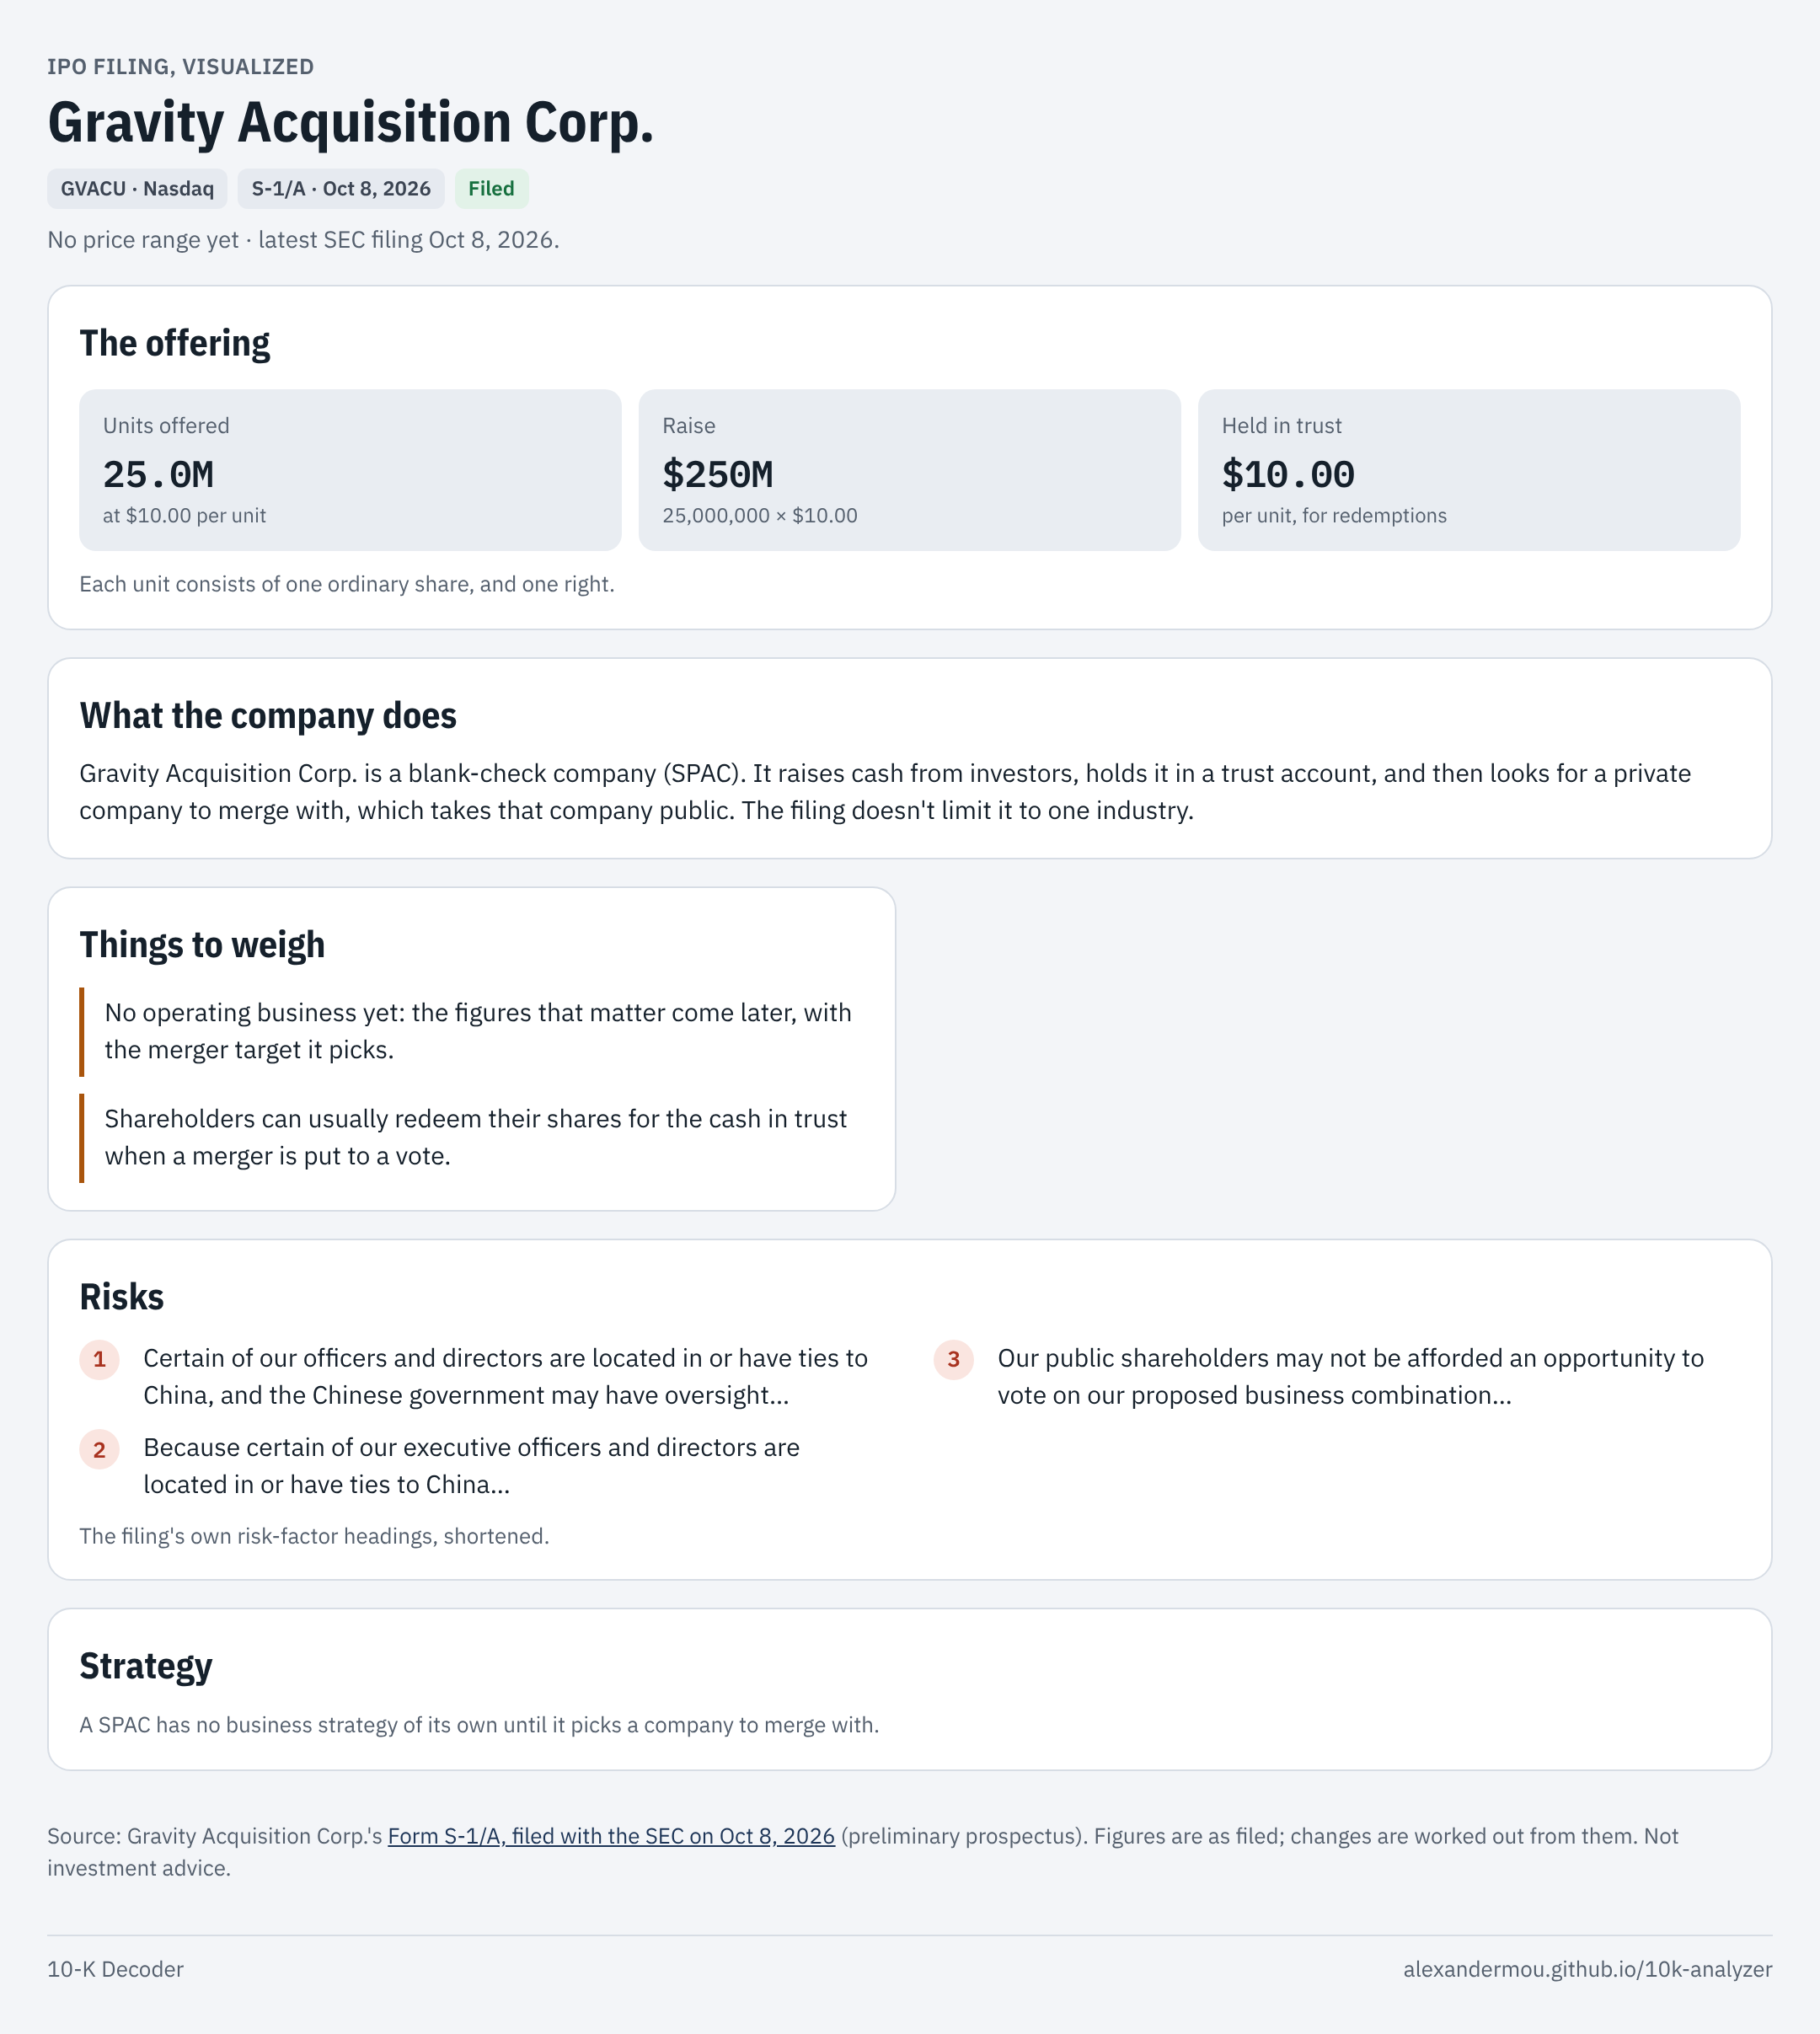 IPO FILING, VISUALIZED
Gravity Acquisition Corp.
GVACU · Nasdaq
S-1/A · Oct 8, 2026
Filed
No price range yet · latest SEC filing Oct 8, 2026.
The offering
Units offered
25.0M
at $10.00 per unit
Raise
$250M
25,000,000 × $10.00
Held in trust
$10.00
per unit, for redemptions
Each unit consists of one ordinary share, and one right.
What the company does
Gravity Acquisition Corp. is a blank-check company (SPAC). It raises cash from investors, holds it in a trust account, and then looks for a private
company to merge with, which takes that company public. The filing doesn't limit it to one industry.
Things to weigh
No operating business yet: the figures that matter come later, with
the merger target it picks.
Shareholders can usually redeem their shares for the cash in trust
when a merger is put to a vote.
Risks
1
Certain of our officers and directors are located in or have ties to
China, and the Chinese government may have oversight...
2
Because certain of our executive officers and directors are
located in or have ties to China...
3
Our public shareholders may not be afforded an opportunity to
vote on our proposed business combination...
The filing's own risk-factor headings, shortened.
Strategy
A SPAC has no business strategy of its own until it picks a company to merge with.
Source: Gravity Acquisition Corp.'s Form S-1/A, filed with the SEC on Oct 8, 2026 (preliminary prospectus). Figures are as filed; changes are worked out from them. Not
investment advice.
10-K Decoder
alexandermou.github.io/10k-analyzer